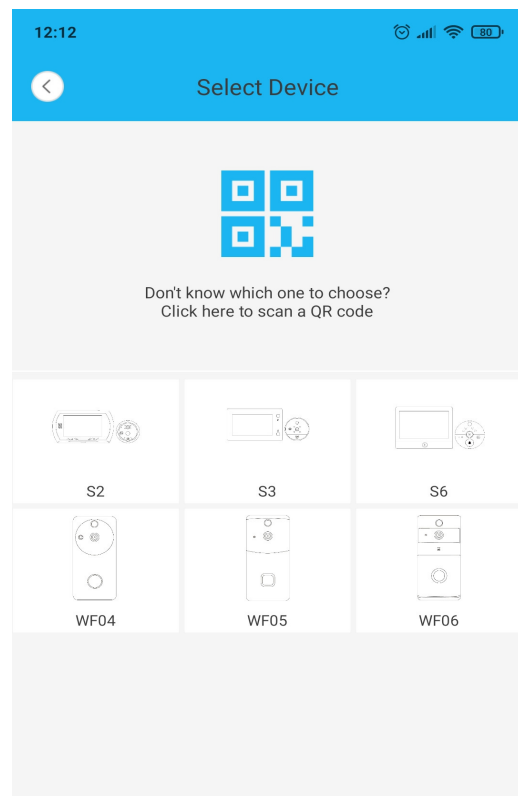 12:12
80
Select Device
Don't know which one to choose?
Click here to scan a QR code
S2
S3
S6
WF04
WF05
WF06